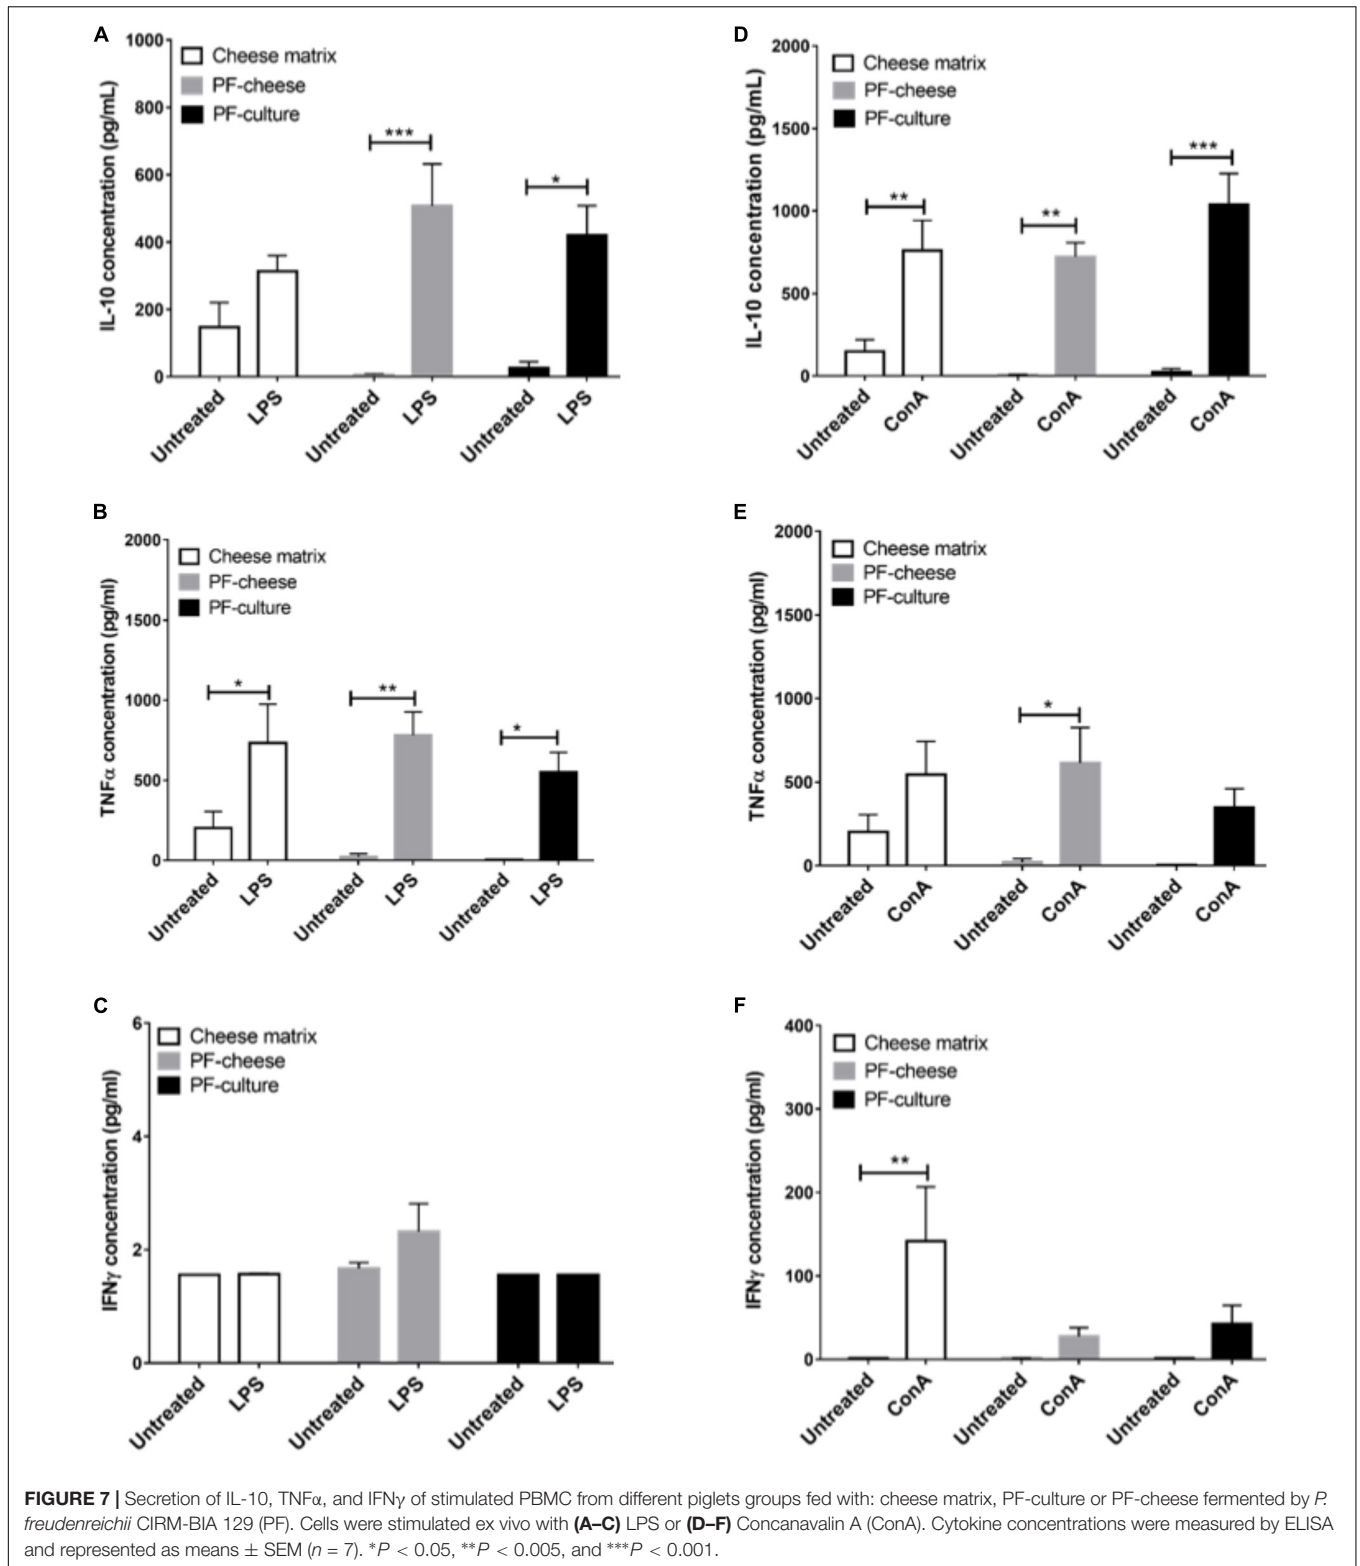 A
IL-10 concentration (pg/mL)
1000
800
600
400
200
0
Cheese matrix
PF-cheese
PF-culture
***
*
Untreated
LPS
Untreated
LPS
Untreated
LPS
D
IL-10 concentration (pg/mL)
2000
1500
1000
500
0
Cheese matrix
PF-cheese
PF-culture
**
**
***
Untreated
ConA
Untreated
ConA
Untreated
ConA
B
TNFα concentration (pg/ml)
2000
1500
1000
500
0
Cheese matrix
PF-cheese
PF-culture
*
**
*
Untreated
LPS
Untreated
LPS
Untreated
LPS
E
TNFα concentration (pg/ml)
2000
1500
1000
500
0
Cheese matrix
PF-cheese
PF-culture
*
Untreated
ConA
Untreated
ConA
Untreated
ConA
C
IFNγ concentration (pg/ml)
6
4
2
0
Cheese matrix
PF-cheese
PF-culture
Untreated
LPS
Untreated
LPS
Untreated
LPS
F
IFNγ concentration (pg/ml)
400
300
200
100
0
Cheese matrix
PF-cheese
PF-culture
**
Untreated
ConA
Untreated
ConA
Untreated
ConA
FIGURE 7 | Secretion of IL-10, TNFα, and IFNγ of stimulated PBMC from different piglets groups fed with: cheese matrix, PF-culture or PF-cheese fermented by P.
freudenreichii CIRM-BIA 129 (PF). Cells were stimulated ex vivo with (A–C) LPS or (D–F) Concanavalin A (ConA). Cytokine concentrations were measured by ELISA
and represented as means ± SEM (n = 7). *P < 0.05, **P < 0.005, and ***P < 0.001.